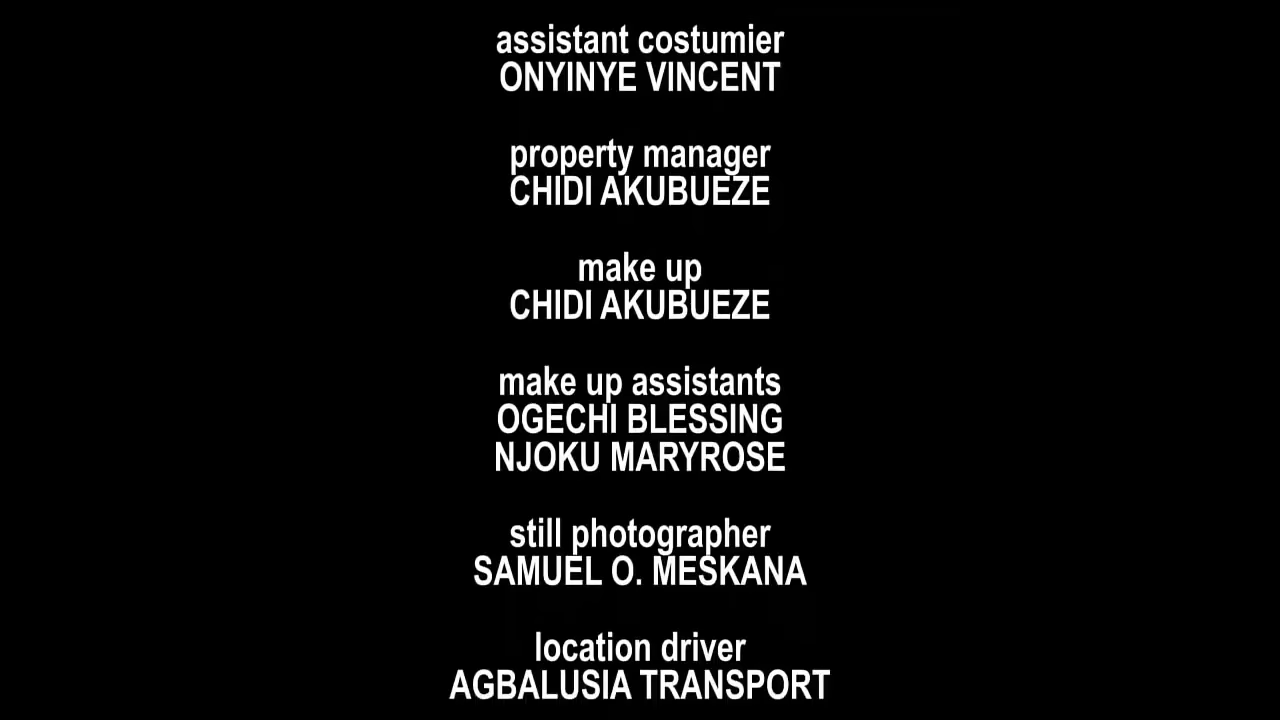 assistant costumier
ONYINYE VINCENT
property manager
CHIDI AKUBUEZE
make up
CHIDI AKUBUEZE
make up assistants
OGECHI BLESSING
NJOKU MARYROSE
still photographer
SAMUEL O. MESKANA
location driver
AGBALUSIA TRANSPORT